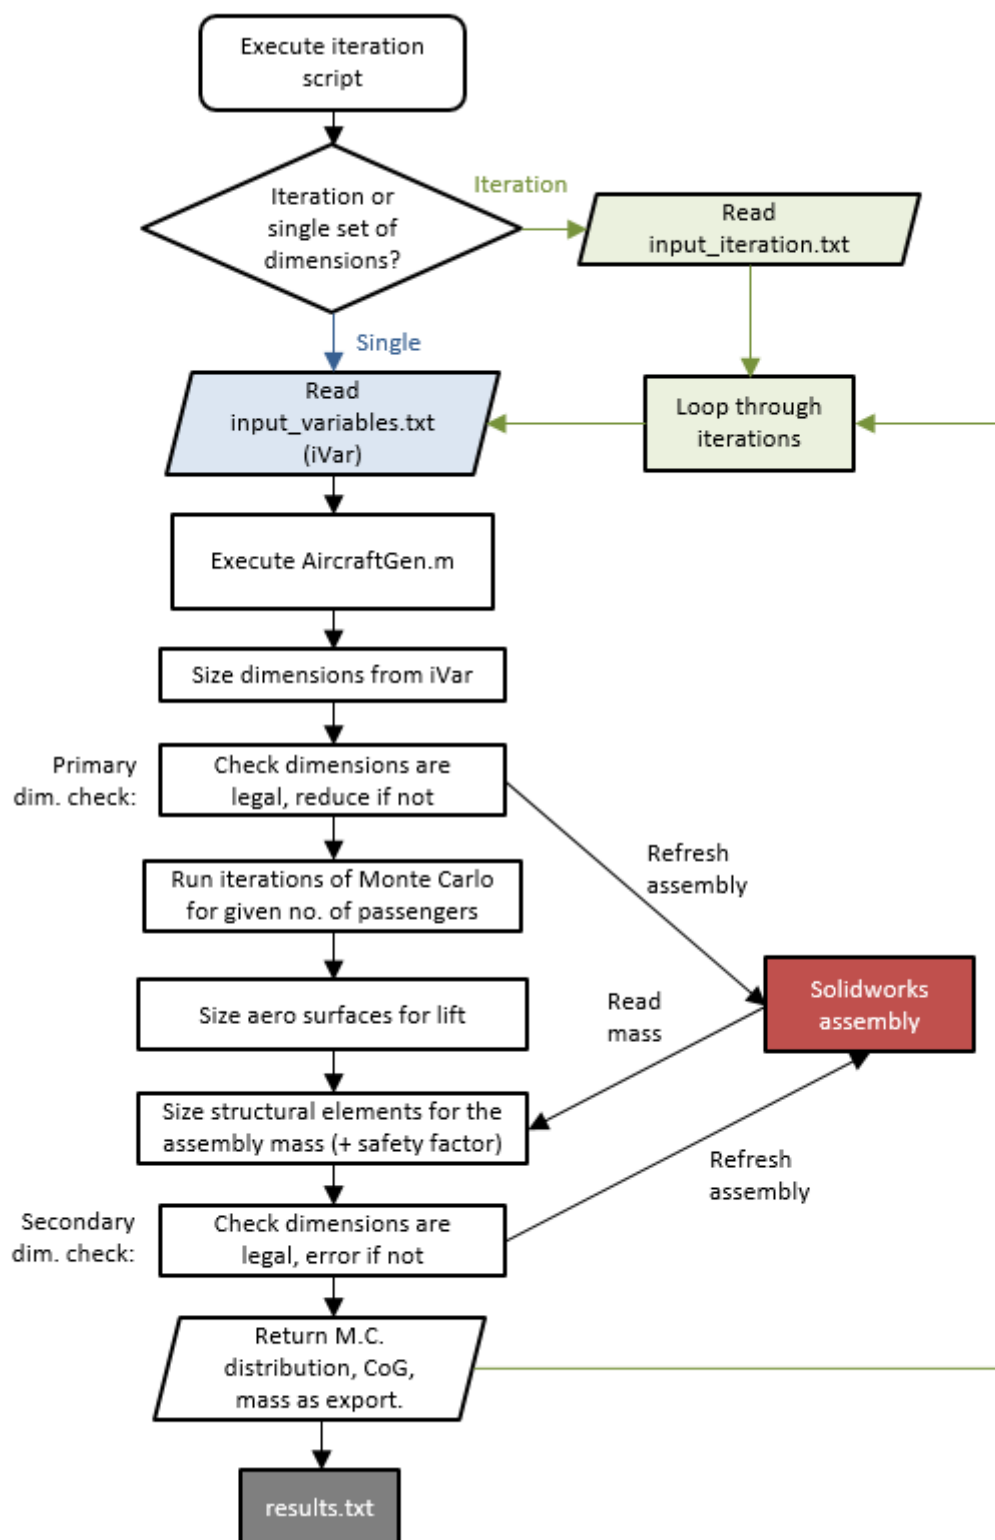 Execute iteration
script
Iteration or
single set of
dimensions?
Iteration
Read
input_iteration.txt
Single
Read
input_variables.txt
(iVar)
Loop through
iterations
Execute AircraftGen.m
Size dimensions from iVar
Primary
dim. check:
Check dimensions are
legal, reduce if not
Refresh
assembly
Run iterations of Monte Carlo
for given no. of passengers
Size aero surfaces for lift
Read
mass
Solidworks
assembly
Size structural elements for the
assembly mass (+ safety factor)
Refresh
assembly
Secondary
dim. check:
Check dimensions are
legal, error if not
Return M.C.
distribution, CoG,
mass as export.
results.txt